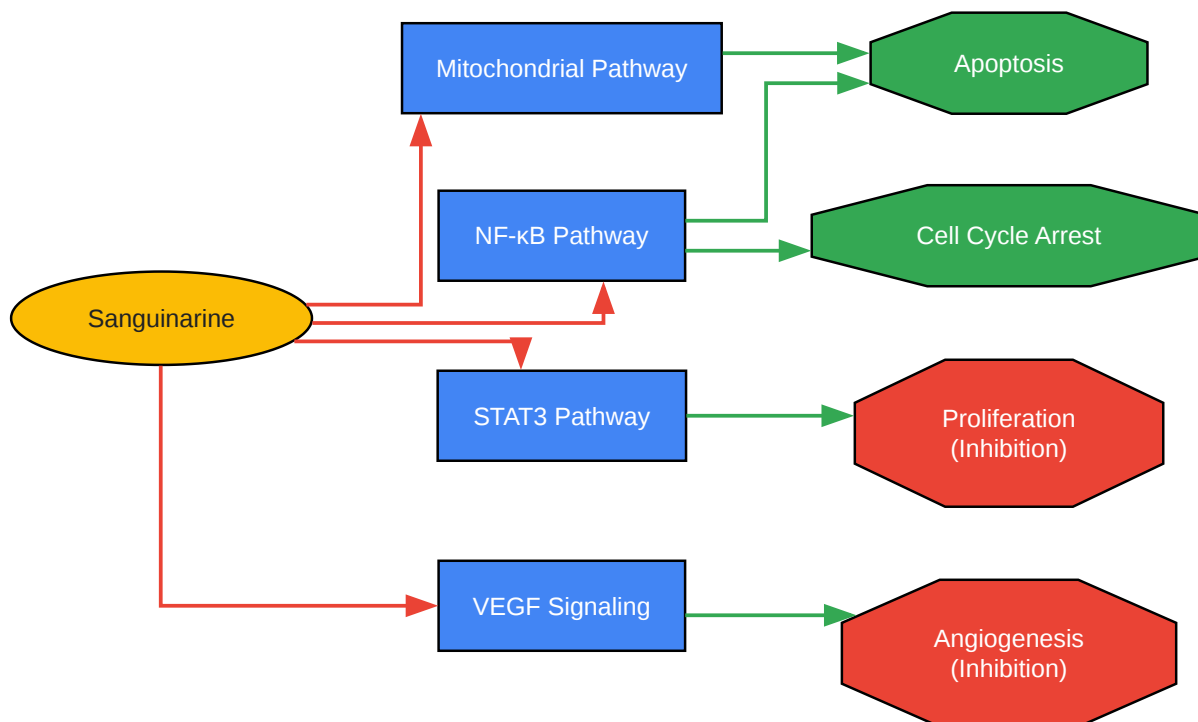 Mitochondrial Pathway
Apoptosis
NF-κB Pathway
Cell Cycle Arrest
Sanguinarine
STAT3 Pathway
Proliferation
(Inhibition)
VEGF Signaling
Angiogenesis
(Inhibition)